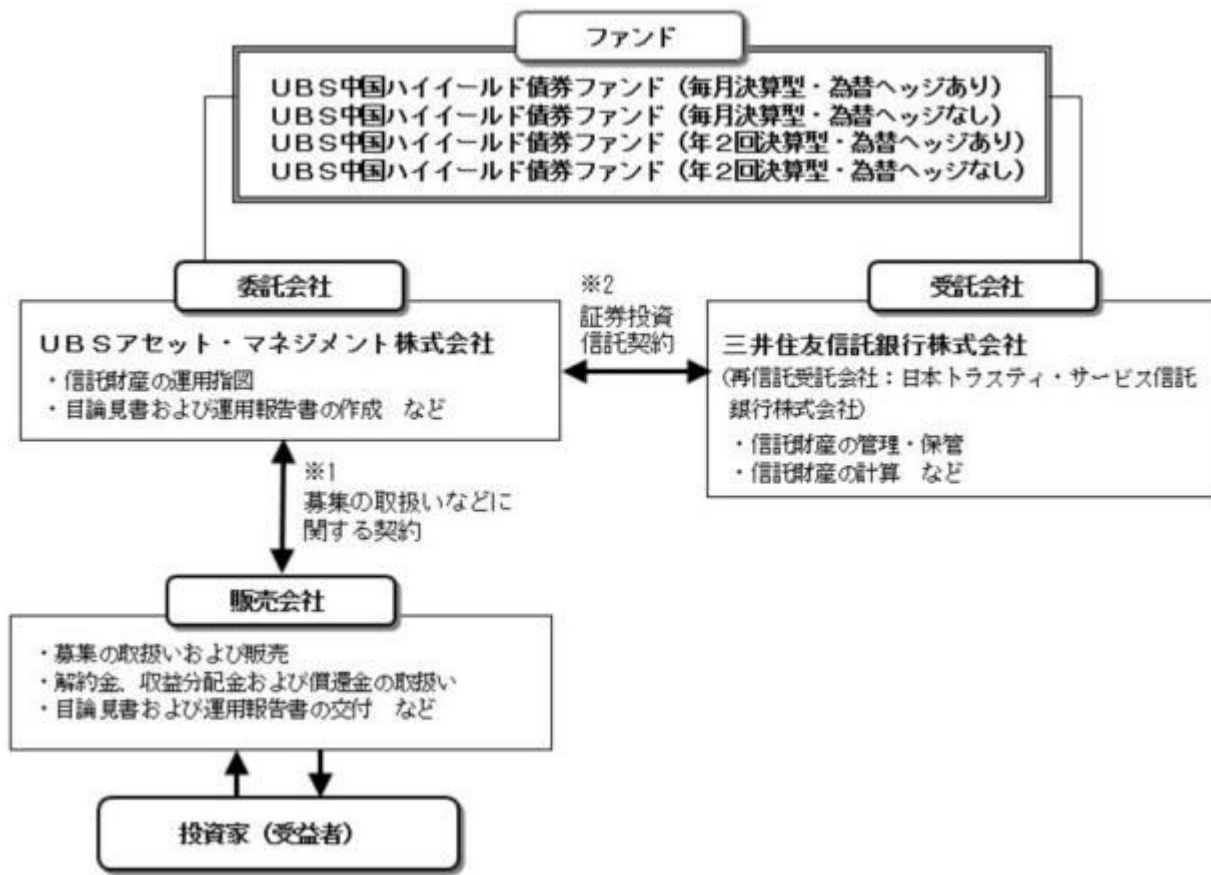 ファンド
UBS中国ハイイールド債券ファンド（毎月決算型・為替ヘッジあり）
UBS中国ハイイールド債券ファンド（毎月決算型・為替ヘッジなし）
UBS中国ハイイールド債券ファンド（年2回決算型・為替ヘッジあり）
UBS中国ハイイールド債券ファンド（年2回決算型・為替ヘッジなし）
委託会社
UBSアセット・マネジメント株式会社
・信託財産の運用指図
・目論見書および運用報告書の作成　など
※2
証券投資
信託契約
受託会社
三井住友信託銀行株式会社
(再信託受託会社：日本トラスティ・サービス信託
銀行株式会社)
・信託財産の管理・保管
・信託財産の計算　など
※1
募集の取扱いなどに
関する契約
販売会社
・募集の取扱いおよび販売
・解約金、収益分配金および償還金の取扱い
・目論見書および運用報告書の交付　など
投資家（受益者）